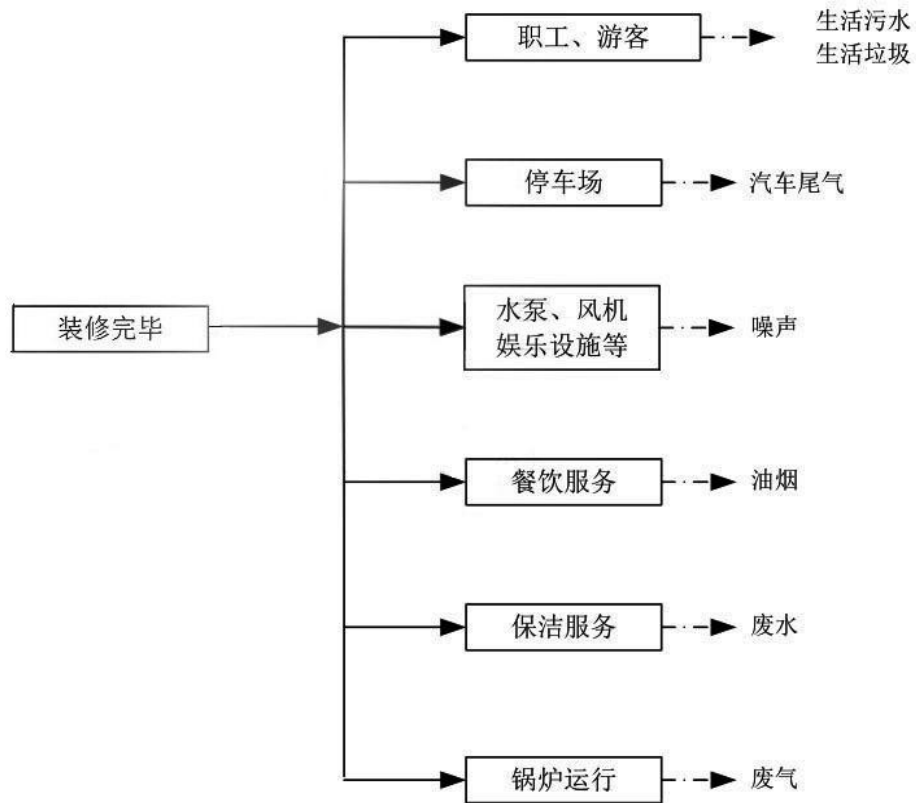 职工、游客
生活污水
生活垃圾
停车场
汽车尾气
装修完毕
水泵、风机
娱乐设施等
噪声
餐饮服务
油烟
保洁服务
废水
锅炉运行
废气